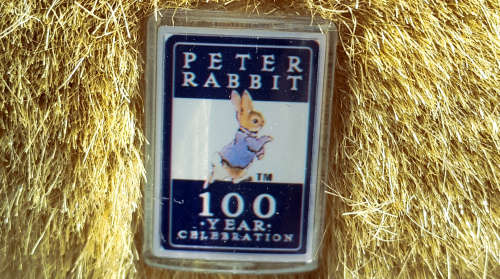 PETER
RABBIT
TM
100
·YEAR·
CELEBRATION